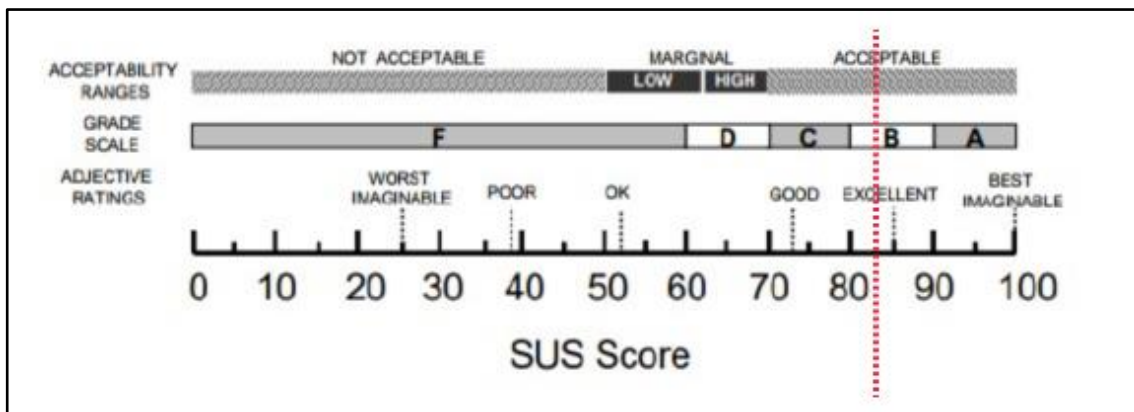 NOT ACCEPTABLE MARGINAL ACCEPTABLE
ACCEPTABILITY RANGES LOW HIGH
GRADE SCALE F D C B A
ADJECTIVE RATINGS WORST IMAGINABLE POOR OK GOOD EXCELLENT BEST IMAGINABLE
0 10 20 30 40 50 60 70 80 90 100
SUS Score